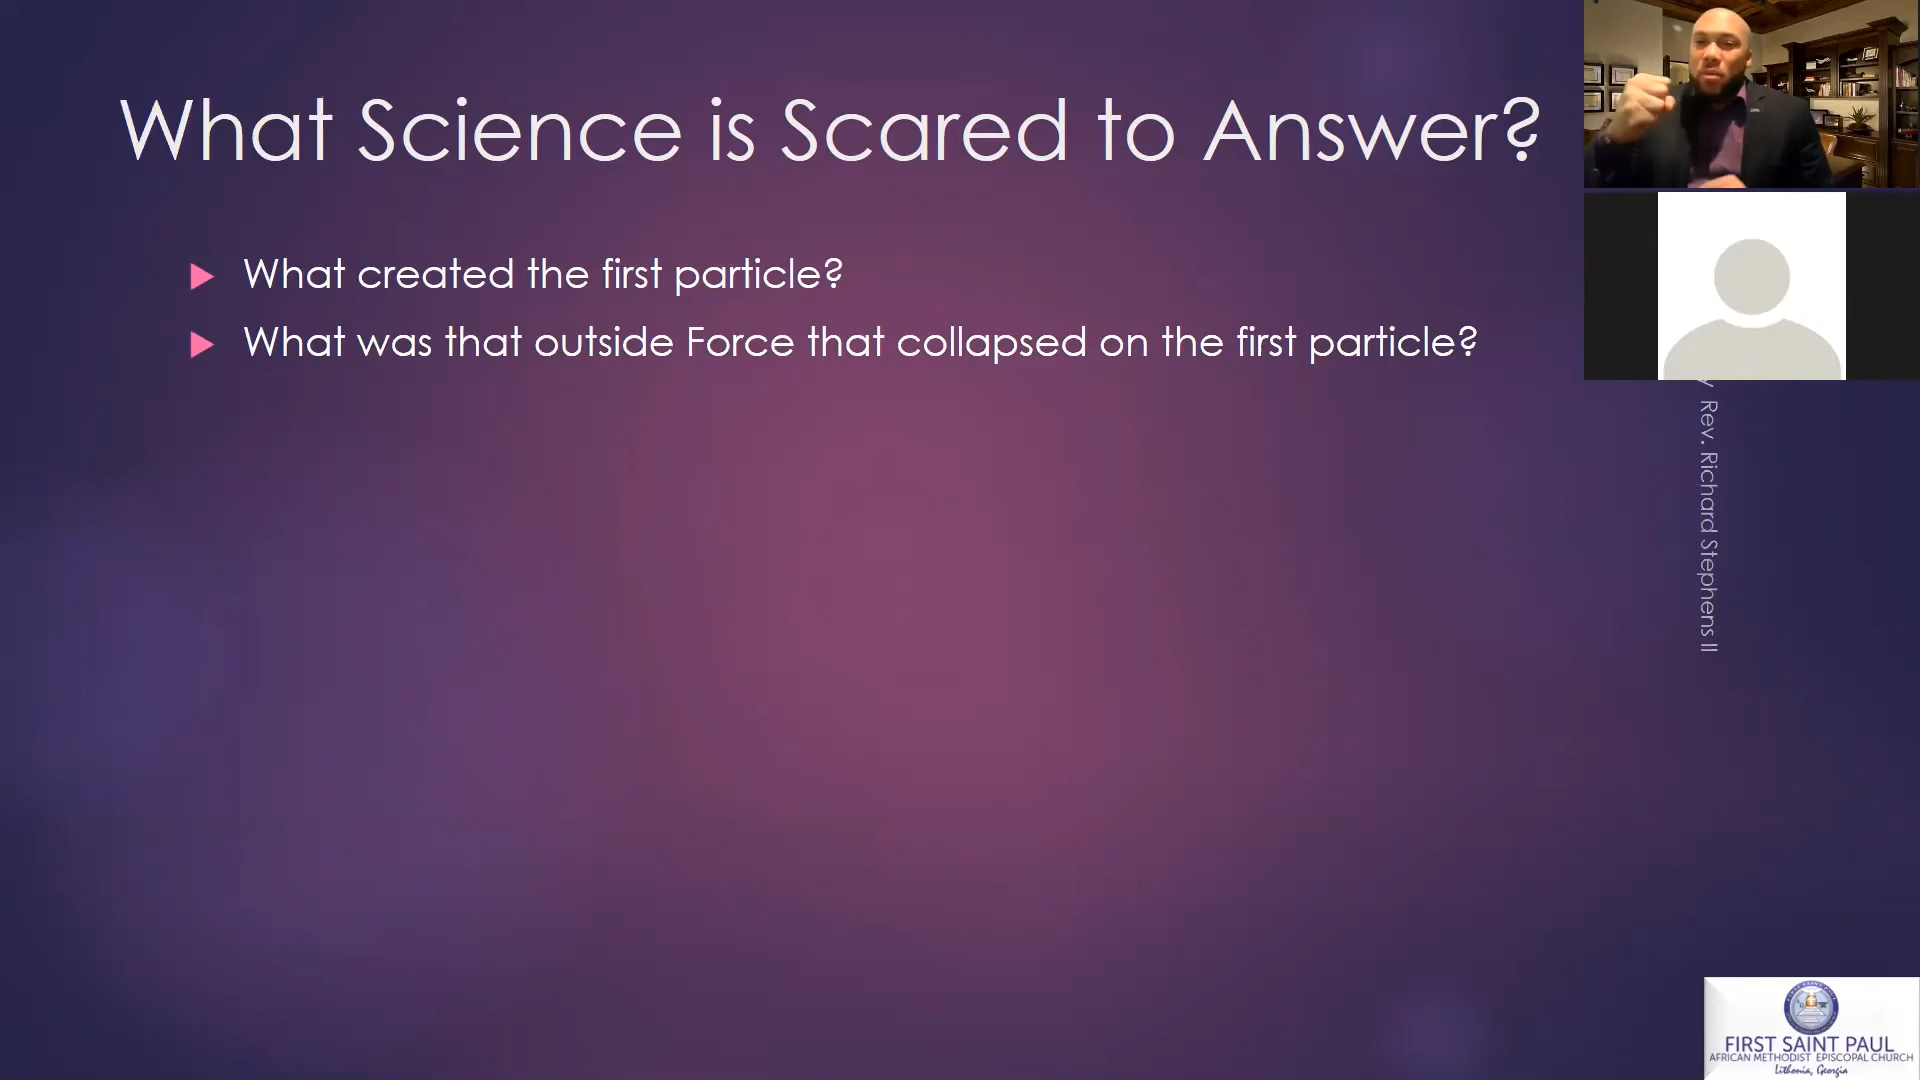 What Science is Scared to Answer?
What created the first particle?
What was that outside Force that collapsed on the first particle?
Rev. Richard Stephens II
FIRST SAINT PAUL
AFRICAN METHODIST EPISCOPAL CHURCH
Lithonia, Georgia